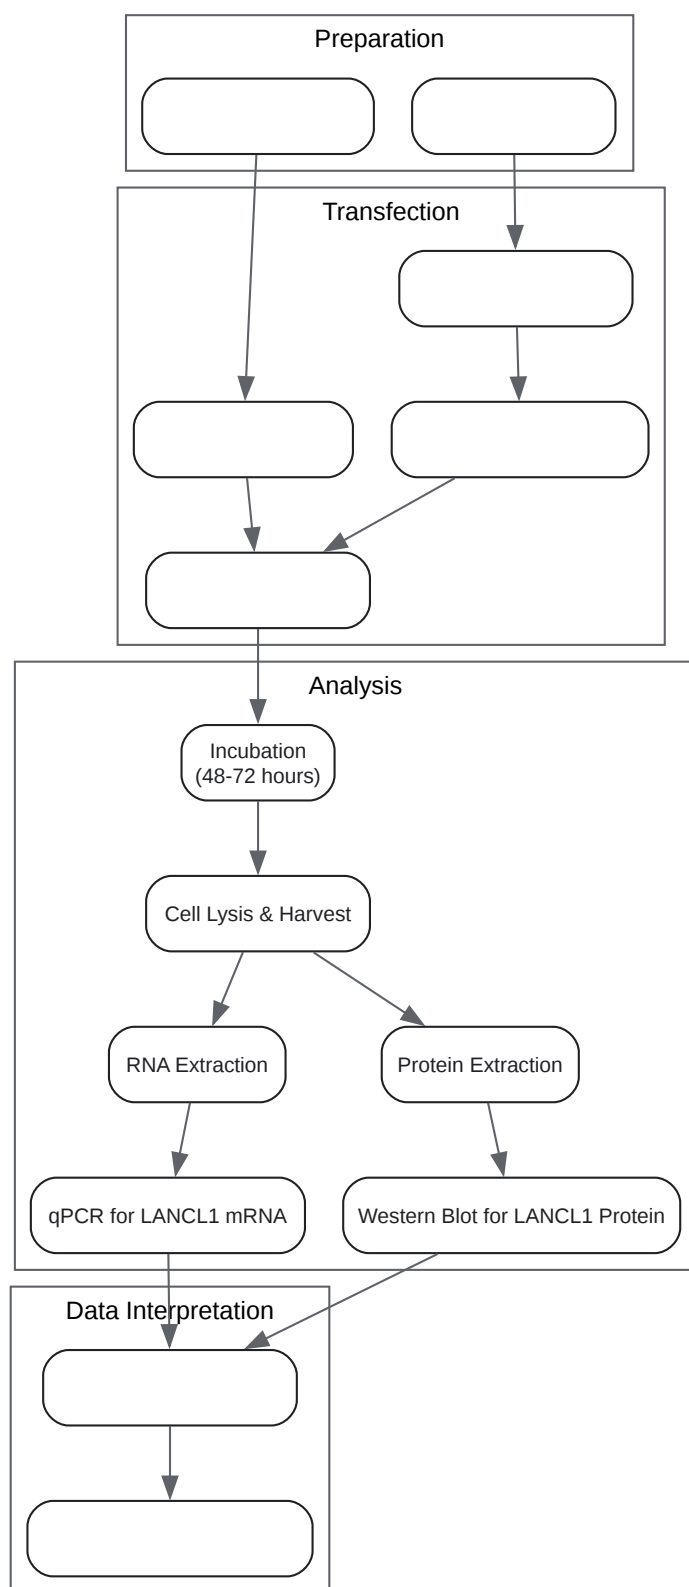 Preparation
Transfection
Analysis
Incubation
(48-72 hours)
Cell Lysis & Harvest
RNA Extraction
Protein Extraction
qPCR for LANCL1 mRNA
Western Blot for LANCL1 Protein
Data Interpretation